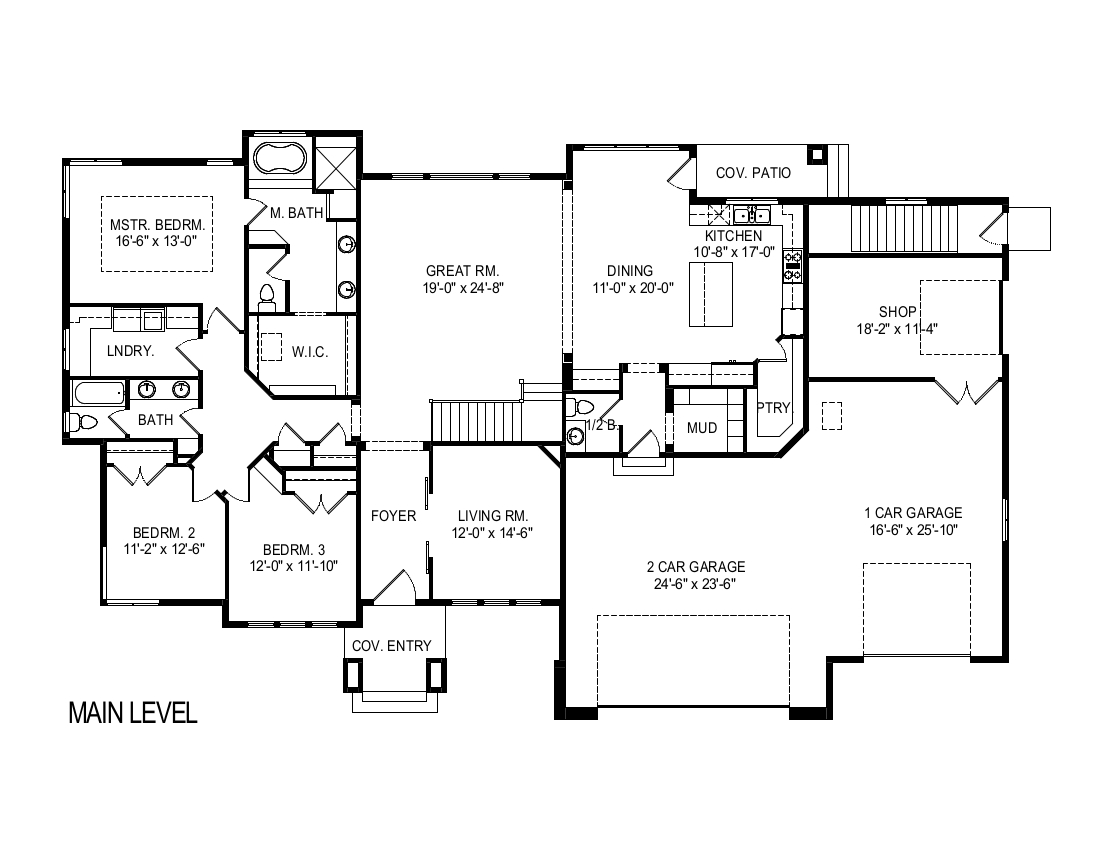 COV. PATIO
M. BATH
MSTR. BEDRM.
16'-6" x 13'-0"
KITCHEN
10'-8" x 17'-0"
GREAT RM.
19'-0" x 24'-8"
DINING
11'-0" x 20'-0"
SHOP
18'-2" x 11'-4"
LNDRY.
W.I.C.
BATH
PTRY.
1/2 B.
MUD
FOYER
LIVING RM.
12'-0" x 14'-6"
1 CAR GARAGE
16'-6" x 25'-10"
BEDRM. 2
11'-2" x 12'-6"
BEDRM. 3
12'-0" x 11'-10"
2 CAR GARAGE
24'-6" x 23'-6"
COV. ENTRY
MAIN LEVEL